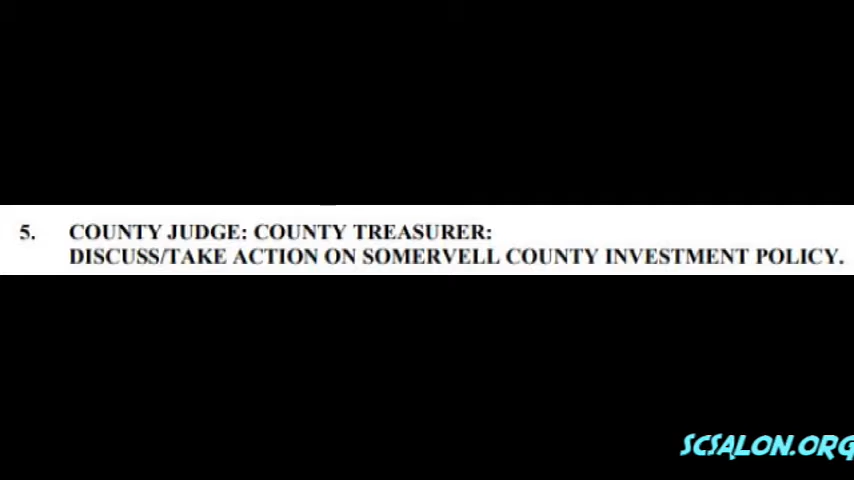 5. COUNTY JUDGE: COUNTY TREASURER:
DISCUSS/TAKE ACTION ON SOMERVELL COUNTY INVESTMENT POLICY.
SCSALON.ORG